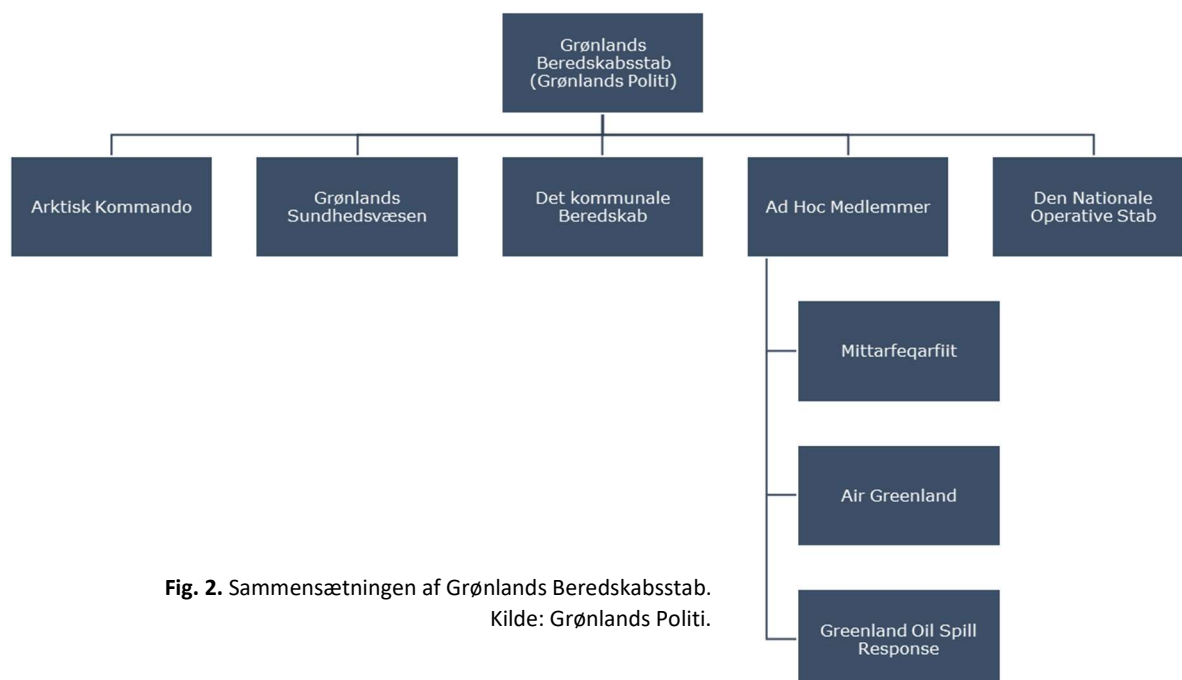 Grønlands
Beredskabsstab
(Grønlands Politi)
Arktisk Kommando
Grønlands
Sundhedsvæsen
Det kommunale
Beredskab
Ad Hoc Medlemmer
Den Nationale
Operative Stab
Mittarfeqarfiit
Air Greenland
Greenland Oil Spill
Response
Fig. 2. Sammensætningen af Grønlands Beredskabsstab.
Kilde: Grønlands Politi.